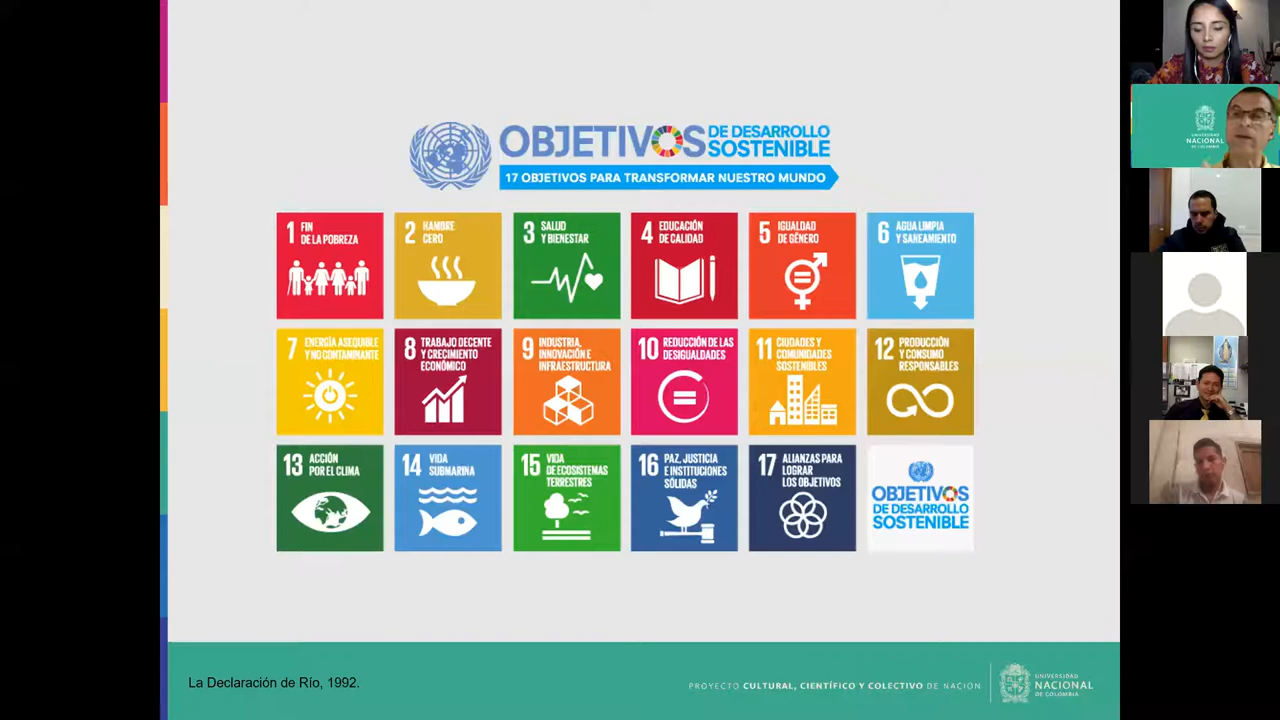 OBJETIVOS
DE DESARROLLO
SOSTENIBLE
17 OBJETIVOS PARA TRANSFORMAR NUESTRO MUNDO
1 FIN
DE LA POBREZA
2 HAMBRE
CERO
3 SALUD
Y BIENESTAR
4 EDUCACIÓN
DE CALIDAD
5 IGUALDAD
DE GÉNERO
6 AGUA LIMPIA
Y SANEAMIENTO
7 ENERGÍA ASEQUIBLE
Y NO CONTAMINANTE
8 TRABAJO DECENTE
Y CRECIMIENTO
ECONÓMICO
9 INDUSTRIA,
INNOVACIÓN E
INFRAESTRUCTURA
10 REDUCCIÓN DE LAS
DESIGUALDADES
11 CIUDADES Y
COMUNIDADES
SOSTENIBLES
12 PRODUCCIÓN
Y CONSUMO
RESPONSABLES
13 ACCIÓN
POR EL CLIMA
14 VIDA
SUBMARINA
15 VIDA
DE ECOSISTEMAS
TERRESTRES
16 PAZ, JUSTICIA
E INSTITUCIONES
SÓLIDAS
17 ALIANZAS PARA
LOGRAR
LOS OBJETIVOS
OBJETIVOS
DE DESARROLLO
SOSTENIBLE
La Declaración de Río, 1992.
PROYECTO CULTURAL, CIENTÍFICO Y COLECTIVO DE NACIÓN
UNIVERSIDAD
NACIONAL
DE COLOMBIA
UNIVERSIDAD
NACIONAL
DE COLOMBIA